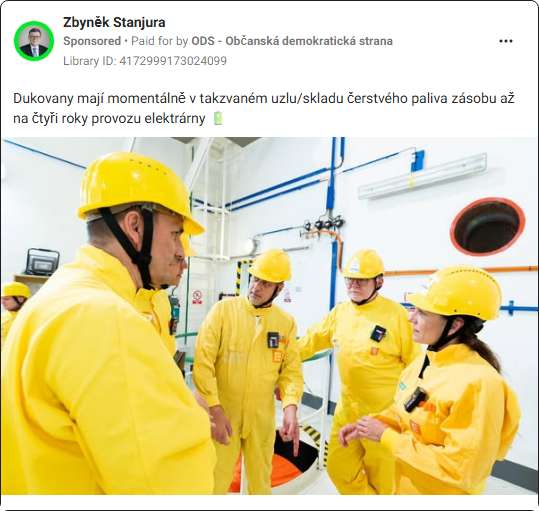 Zbyněk Stanjura
Sponsored • Paid for by ODS - Občanská demokratická strana
Library ID: 4172999173024099
Dukovany mají momentálně v takzvaném uzlu/skladu čerstvého paliva zásobu až
na čtyři roky provozu elektrárny 🔋